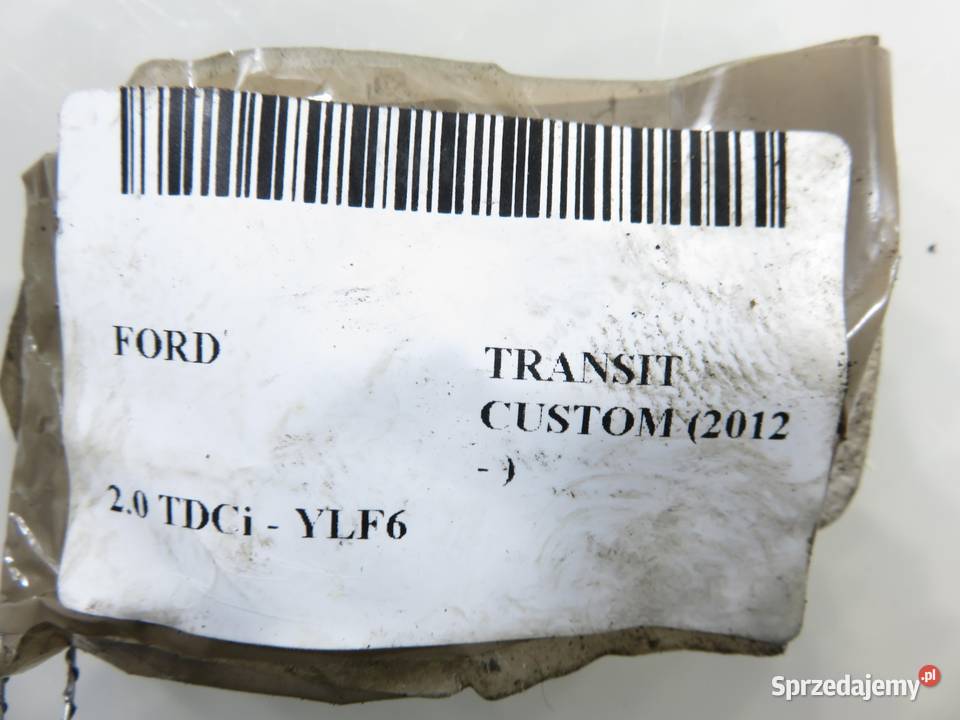 FORD
TRANSIT
CUSTOM (2012
- )
2.0 TDCi - YLF6
Sprzedajemy.pl